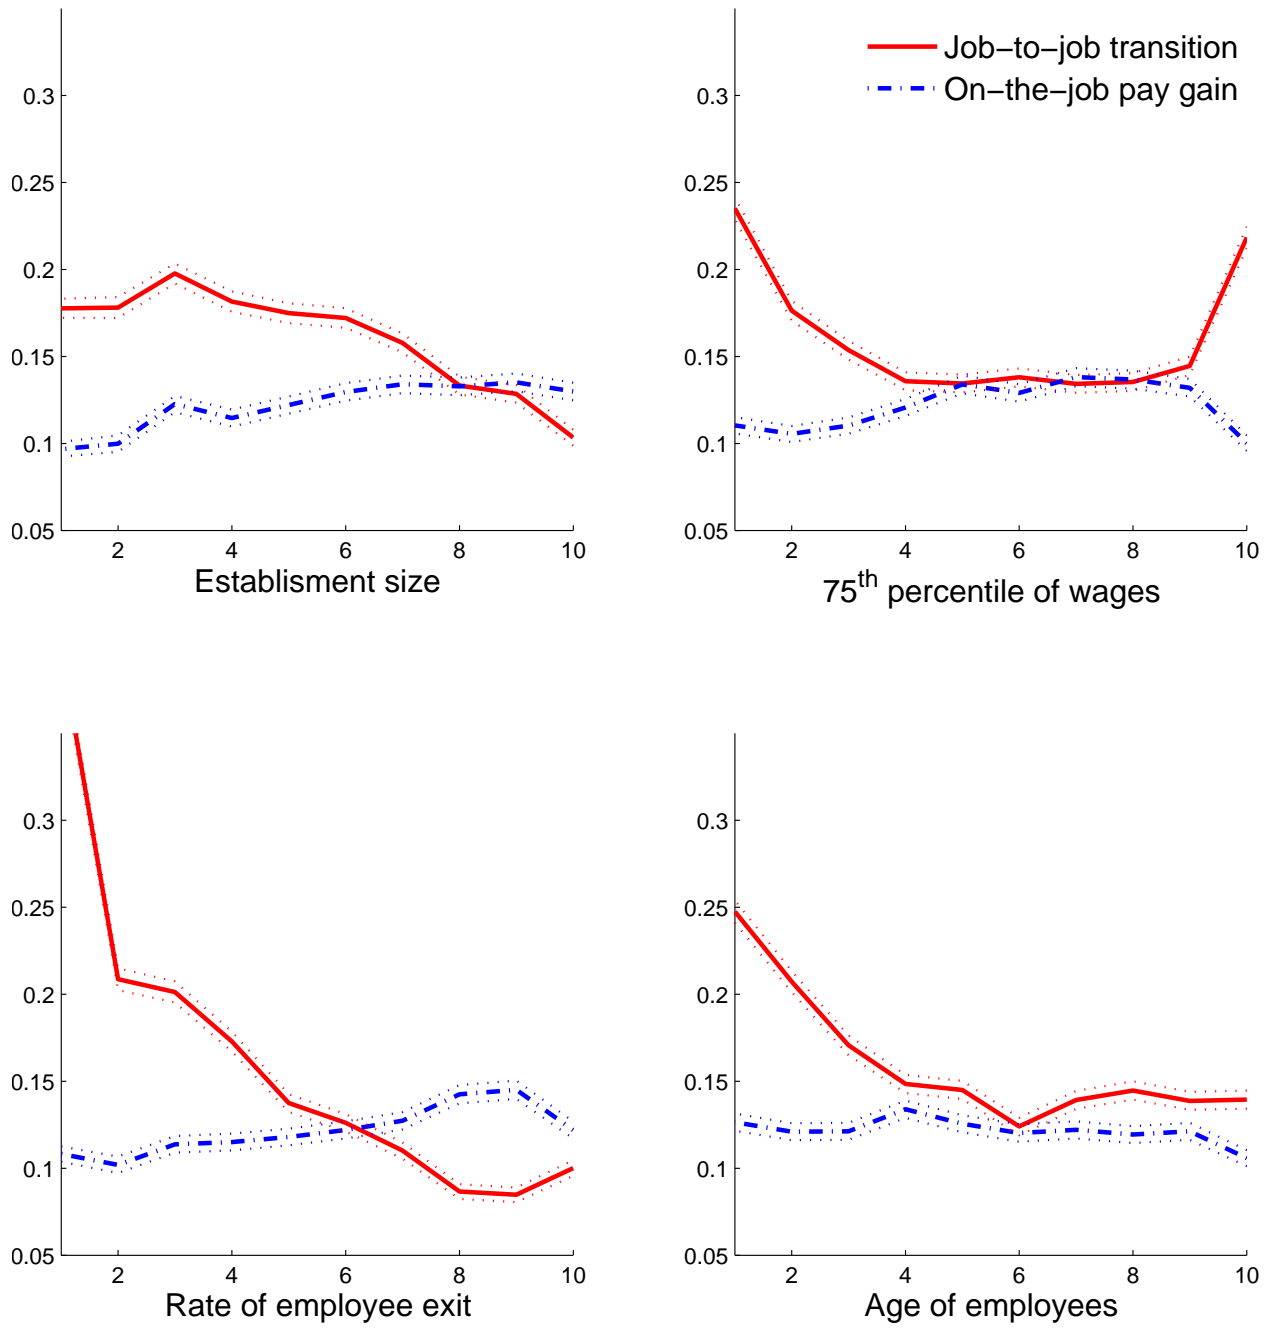 Job−to−job transition
On−the−job pay gain
0.3
0.25
0.2
0.15
0.1
0.05
2 4 6 8 10
Establisment size
0.3
0.25
0.2
0.15
0.1
0.05
2 4 6 8 10
75th percentile of wages
0.3
0.25
0.2
0.15
0.1
0.05
2 4 6 8 10
Rate of employee exit
0.3
0.25
0.2
0.15
0.1
0.05
2 4 6 8 10
Age of employees